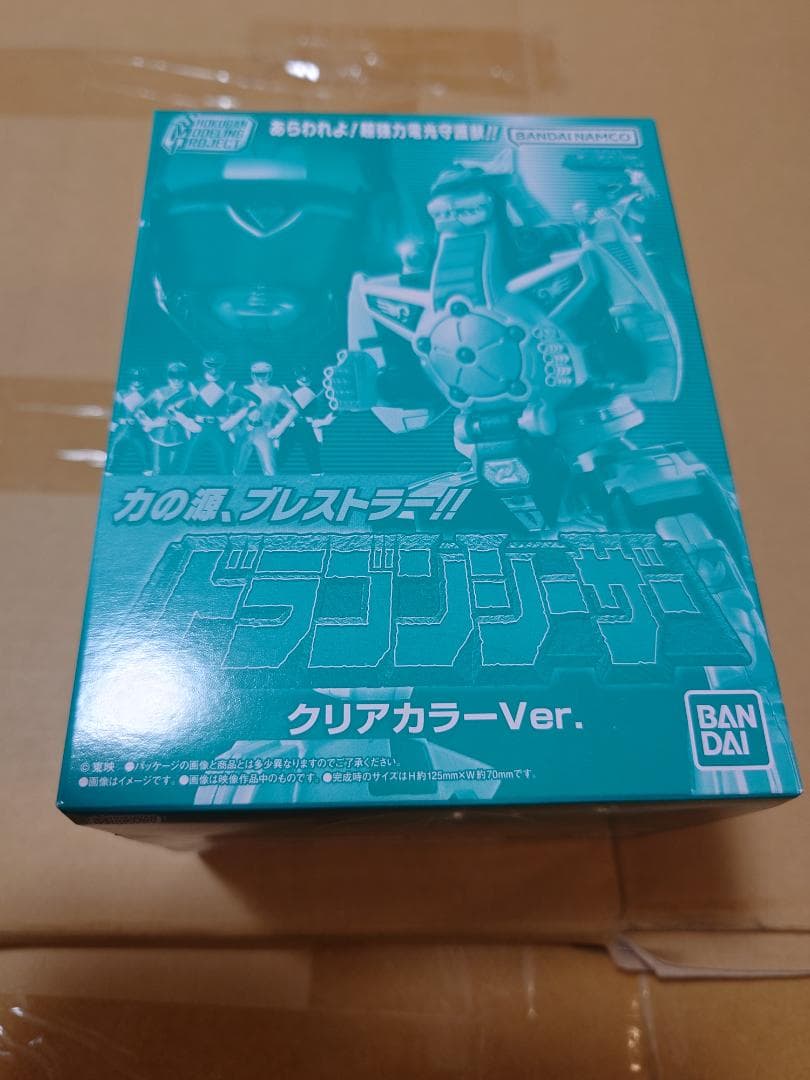 SHOKUGAN
MODELING
PROJECT
あらわれよ!超強力電光守護獣!!
BANDAI NAMCO
力の源、ブレストラー!!
ドラゴンシーザー
クリアカラーVer.
BAN
DAI
©東映 ●パッケージの画像と商品とは多少異なりますのでご了承ください。
●画像はイメージです。●画像は映像作品中のものです。●完成時のサイズはH約125mm×W約70mmです。